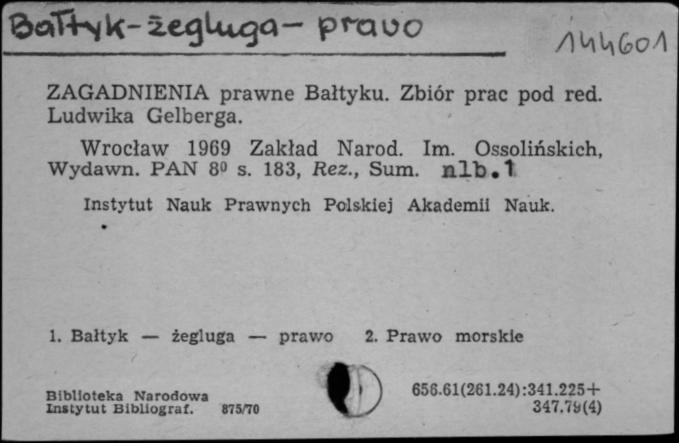 Bałtyk-żegluga- prawo
144601
ZAGADNIENIA prawne Bałtyku. Zbiór prac pod red.
Ludwika Gelberga.
Wrocław 1969 Zakład Narod. Im. Ossolińskich,
Wydawn. PAN 8⁰ s. 183, Rez., Sum. nlb.1
Instytut Nauk Prawnych Polskiej Akademii Nauk.
1. Bałtyk — żegluga — prawo 2. Prawo morskie
Biblioteka Narodowa
Instytut Bibliograf. 875/70
656.61(261.24):341.225+
347.79(4)